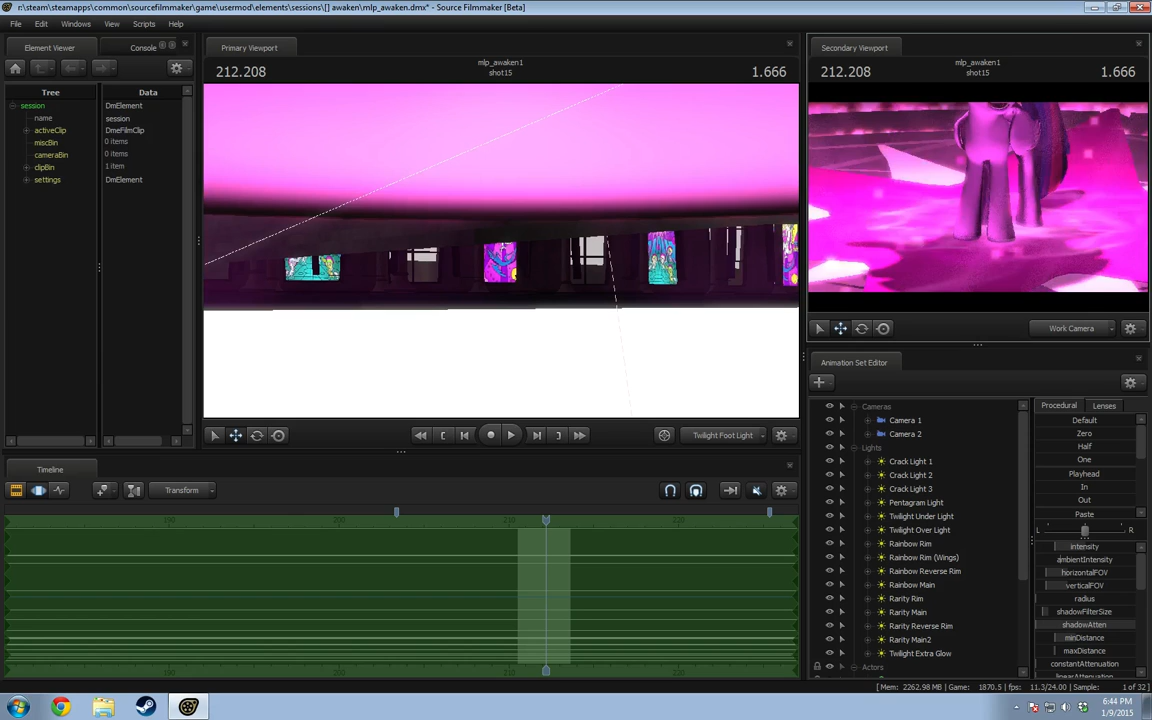 r:\steam\steamapps\common\sourcefilmmaker\game\usermod\elements\sessions\[] awaken\mlp_awaken.dmx* - Source Filmmaker [Beta]
File Edit Windows View Scripts Help
Element Viewer Console
Tree Data
session DmElement
name session
activeClip DmeFilmClip
miscBin 0 items
cameraBin 0 items
clipBin 1 item
settings DmElement
Primary Viewport
212.208 mlp_awaken1 1.666
shot15
Twilight Foot Light
Secondary Viewport
212.208 mlp_awaken1 1.666
shot15
Work Camera
Timeline
Transform
190 200 210 220
210 220
Animation Set Editor
Cameras
Camera 1
Camera 2
Lights
Crack Light 1
Crack Light 2
Crack Light 3
Pentagram Light
Twilight Under Light
Twilight Over Light
Rainbow Rim
Rainbow Rim (Wings)
Rainbow Reverse Rim
Rainbow Main
Rarity Rim
Rarity Main
Rarity Reverse Rim
Rarity Main2
Twilight Extra Glow
Actors
Procedural Lenses
Default
Zero
Half
One
Playhead
In
Out
Paste
L R
intensity
ambientIntensity
horizontalFOV
verticalFOV
radius
shadowFilterSize
shadowAtten
minDistance
maxDistance
constantAttenuation
linearAttenuation
Mem: 2262.98 MB | Game: 1870.5 | fps: 11.3/24.00 | Sample: 1 of 32
6:44 PM
1/9/2015